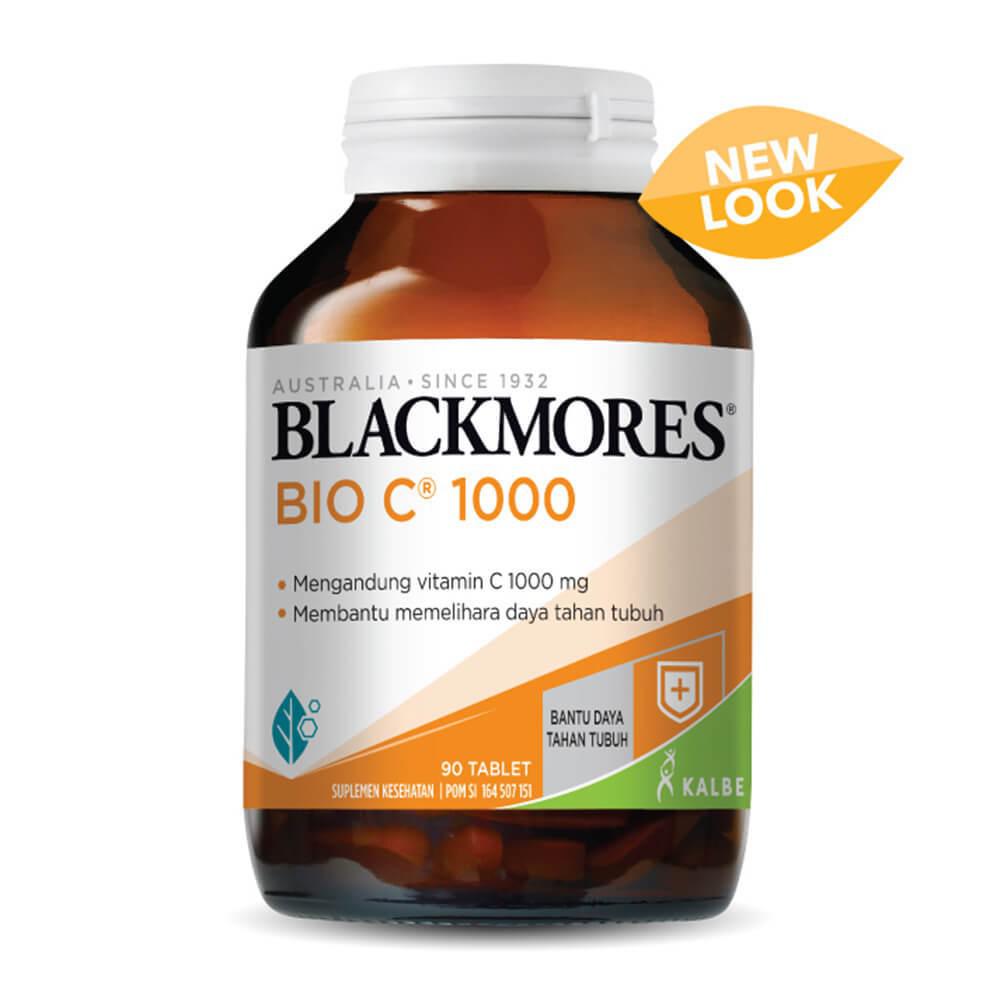 NEW
LOOK
AUSTRALIA • SINCE 1932
BLACKMORES®
BIO C® 1000
• Mengandung vitamin C 1000 mg
• Membantu memelihara daya tahan tubuh
BANTU DAYA
TAHAN TUBUH
90 TABLET
SUPLEMEN KESEHATAN | POM SI 164 507 151
KALBE